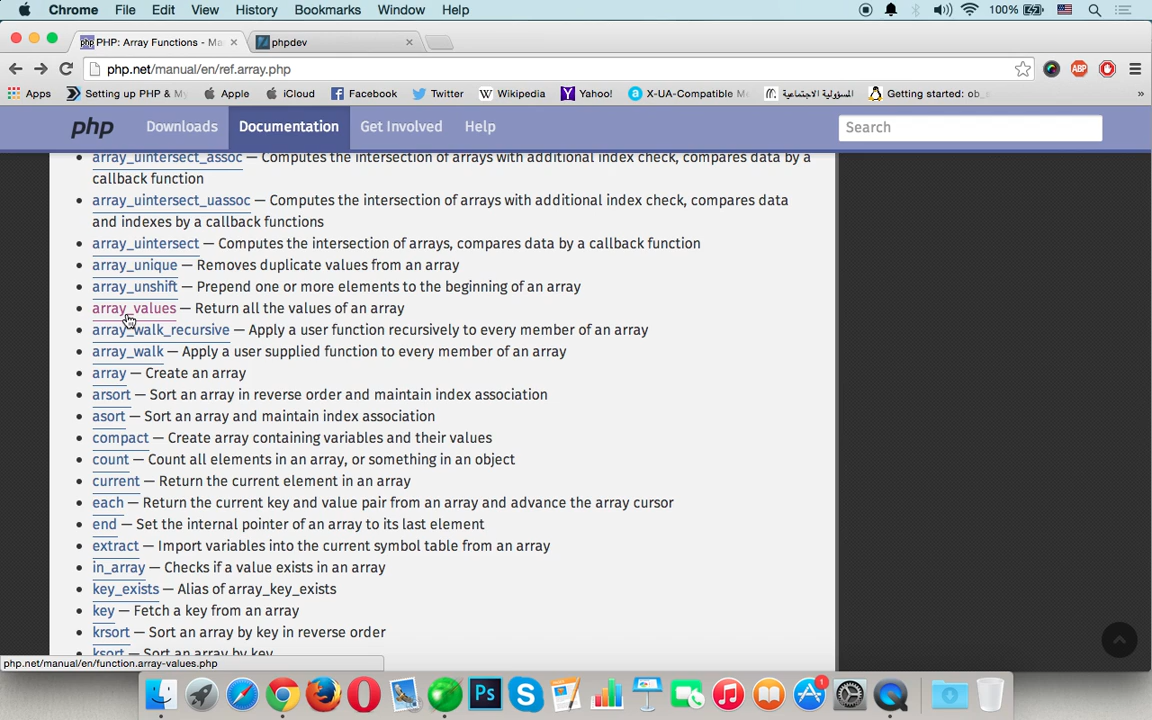 Chrome File Edit View History Bookmarks Window Help 100%
PHP: Array Functions - Ma phpdev
php.net/manual/en/ref.array.php ABP
Apps Setting up PHP & My Apple iCloud Facebook Twitter Wikipedia Yahoo! X-UA-Compatible M المسؤولية الاجتماعية Getting started: ob_ »
php Downloads Documentation Get Involved Help Search
array_uintersect_assoc — Computes the intersection of arrays with additional index check, compares data by a
callback function
array_uintersect_uassoc — Computes the intersection of arrays with additional index check, compares data
and indexes by a callback functions
array_uintersect — Computes the intersection of arrays, compares data by a callback function
array_unique — Removes duplicate values from an array
array_unshift — Prepend one or more elements to the beginning of an array
array_values — Return all the values of an array
array_walk_recursive — Apply a user function recursively to every member of an array
array_walk — Apply a user supplied function to every member of an array
array — Create an array
arsort — Sort an array in reverse order and maintain index association
asort — Sort an array and maintain index association
compact — Create array containing variables and their values
count — Count all elements in an array, or something in an object
current — Return the current element in an array
each — Return the current key and value pair from an array and advance the array cursor
end — Set the internal pointer of an array to its last element
extract — Import variables into the current symbol table from an array
in_array — Checks if a value exists in an array
key_exists — Alias of array_key_exists
key — Fetch a key from an array
krsort — Sort an array by key in reverse order
ksort — Sort an array by key
php.net/manual/en/function.array-values.php
Ps 1